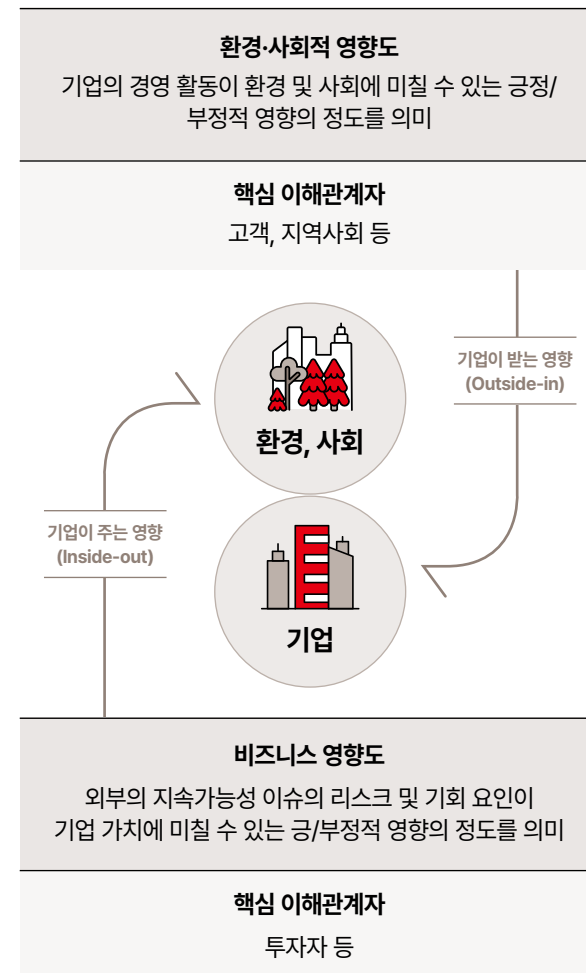 환경·사회적 영향도
기업의 경영 활동이 환경 및 사회에 미칠 수 있는 긍정/
부정적 영향의 정도를 의미
핵심 이해관계자
고객, 지역사회 등
기업이 받는 영향
(Outside-in)
환경, 사회
기업이 주는 영향
(Inside-out)
기업
비즈니스 영향도
외부의 지속가능성 이슈의 리스크 및 기회 요인이
기업 가치에 미칠 수 있는 긍/부정적 영향의 정도를 의미
핵심 이해관계자
투자자 등